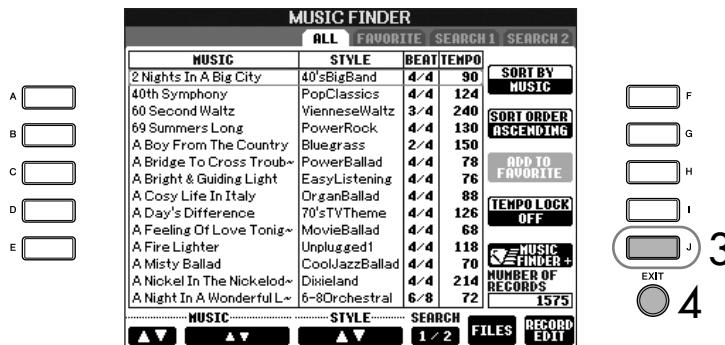 MUSIC FINDER
ALL FAVORITE SEARCH 1 SEARCH 2
MUSIC STYLE BEAT TEMPO
2 Nights In A Big City 40'sBigBand 4/4 90
40th Symphony PopClassics 4/4 124
60 Second Waltz VienneseWaltz 3/4 240
69 Summers Long PowerRock 4/4 130
A Boy From The Country Bluegrass 2/4 150
A Bridge To Cross Troub~ PowerBallad 4/4 78
A Bright & Guiding Light EasyListening 4/4 76
A Cosy Life In Italy OrganBallad 4/4 88
A Day's Difference 70'sTVTheme 4/4 126
A Feeling Of Love Tonig~ MovieBallad 4/4 68
A Fire Lighter Unplugged1 4/4 118
A Misty Ballad CoolJazzBallad 4/4 70
A Nickel In The Nickelod~ Dixieland 4/4 214
A Night In A Wonderful L~ 6-8Orchestral 6/8 72
SORT BY
MUSIC
SORT ORDER
ASCENDING
ADD TO
FAVORITE
TEMPO LOCK
OFF
MUSIC
FINDER +
NUMBER OF
RECORDS
1575
MUSIC STYLE SEARCH
▲▼ ▲▼ ▲▼ 1/2 FILES RECORD
EDIT
A
B
C
D
E
F
G
H
I
J 3
EXIT
4